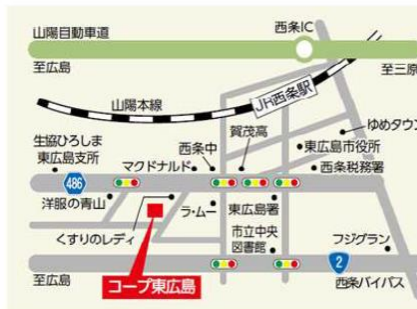 山陽自動車道
西条IC
至広島
至三原
山陽本線
JH西条駅
ゆめタウン
賀茂高
東広島市役所
生協ひろしま
東広島支所
西条中
マクドナルド
西条税務署
486
洋服の青山
ラ・ムー
東広島署
くすりのレディ
市立中央
図書館
フジグラン
コープ東広島
至広島
2
西条バイパス